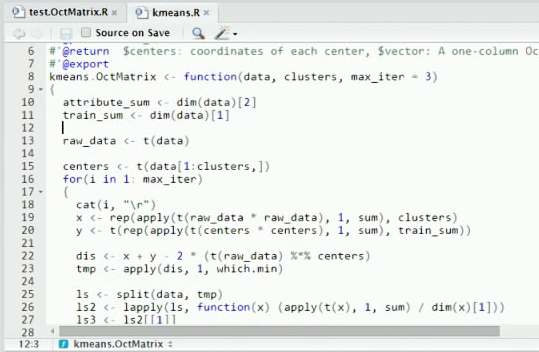 test.OctMatrix.R × kmeans.R ×
Source on Save
6 #'@return $centers: coordinates of each center, $vector: A one-column Oc
7 #'@export
8 kmeans.OctMatrix <- function(data, clusters, max_iter = 3)
9 {
10 attribute_sum <- dim(data)[2]
11 train_sum <- dim(data)[1]
12
13 raw_data <- t(data)
14
15 centers <- t(data[1:clusters,])
16 for(i in 1: max_iter)
17 {
18 cat(i, "\r")
19 x <- rep(apply(t(raw_data * raw_data), 1, sum), clusters)
20 y <- t(rep(apply(t(centers * centers), 1, sum), train_sum))
21
22 dis <- x + y - 2 * (t(raw_data) %*% centers)
23 tmp <- apply(dis, 1, which.min)
24
25 ls <- split(data, tmp)
26 ls2 <- lapply(ls, function(x) (apply(t(x), 1, sum) / dim(x)[1]))
27 ls3 <- ls2[[1]]
28
12:3 f kmeans.OctMatrix